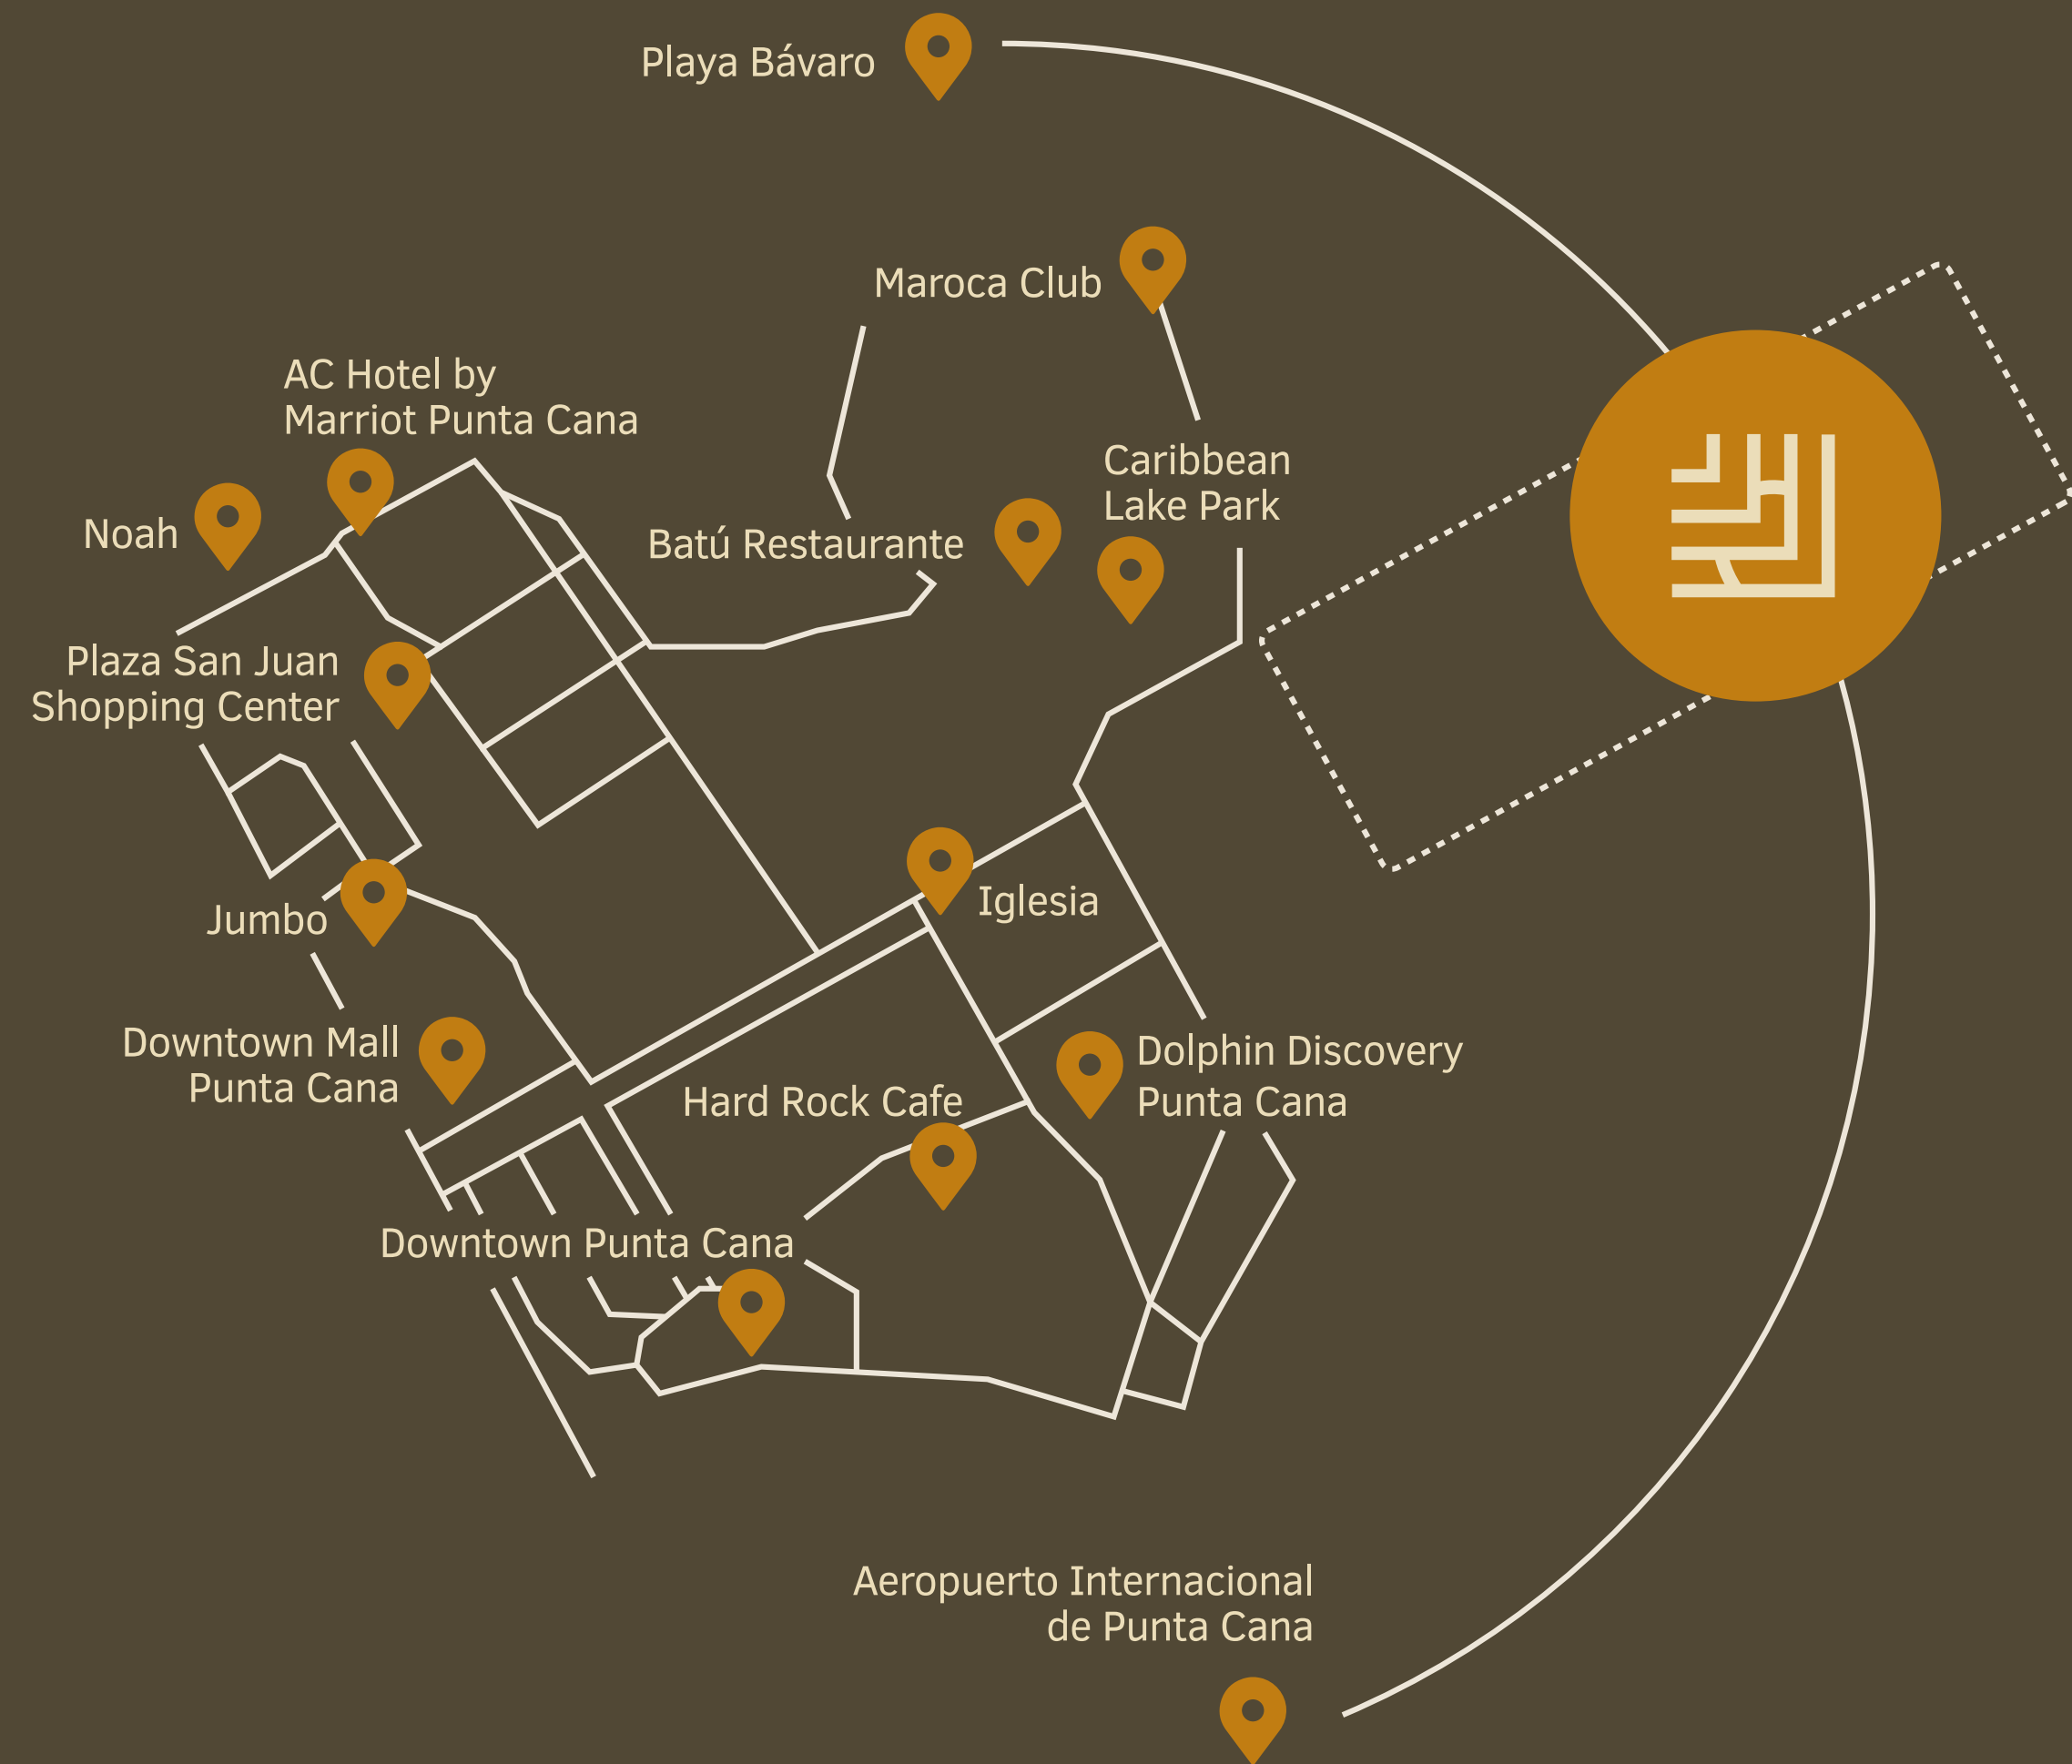 Playa Bávaro
Maroca Club
AC Hotel by
Marriot Punta Cana
Caribbean
Lake Park
Noah
Batú Restaurante
Plaza San Juan
Shopping Center
Iglesia
Jumbo
Downtown Mall
Punta Cana
Dolphin Discovery
Punta Cana
Hard Rock Cafe
Downtown Punta Cana
Aeropuerto Internacional
de Punta Cana